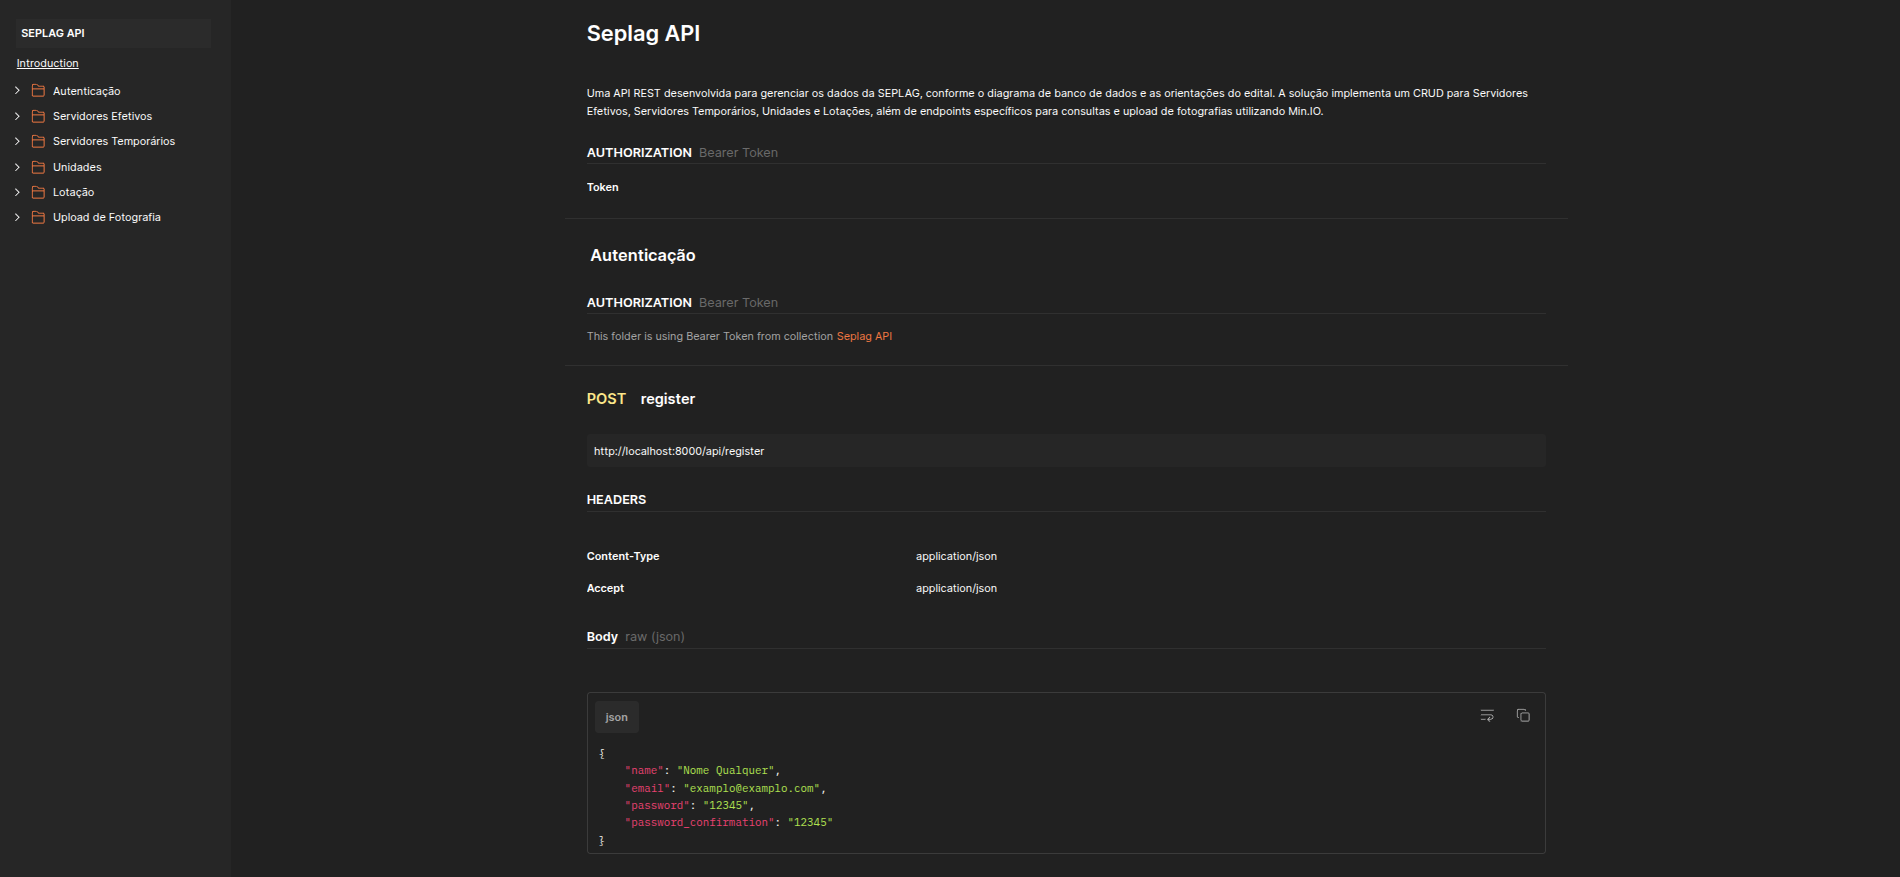 SEPLAG API
Introduction
Autenticação
Servidores Efetivos
Servidores Temporários
Unidades
Lotação
Upload de Fotografia
Seplag API
Uma API REST desenvolvida para gerenciar os dados da SEPLAG, conforme o diagrama de banco de dados e as orientações do edital. A solução implementa um CRUD para Servidores
Efetivos, Servidores Temporários, Unidades e Lotações, além de endpoints específicos para consultas e upload de fotografias utilizando Min.IO.
AUTHORIZATION Bearer Token
Token
Autenticação
AUTHORIZATION Bearer Token
This folder is using Bearer Token from collection Seplag API
POST register
http://localhost:8000/api/register
HEADERS
Content-Type application/json
Accept application/json
Body raw (json)
json
{
"name": "Nome Qualquer",
"email": "examplo@examplo.com",
"password": "12345",
"password_confirmation": "12345"
}